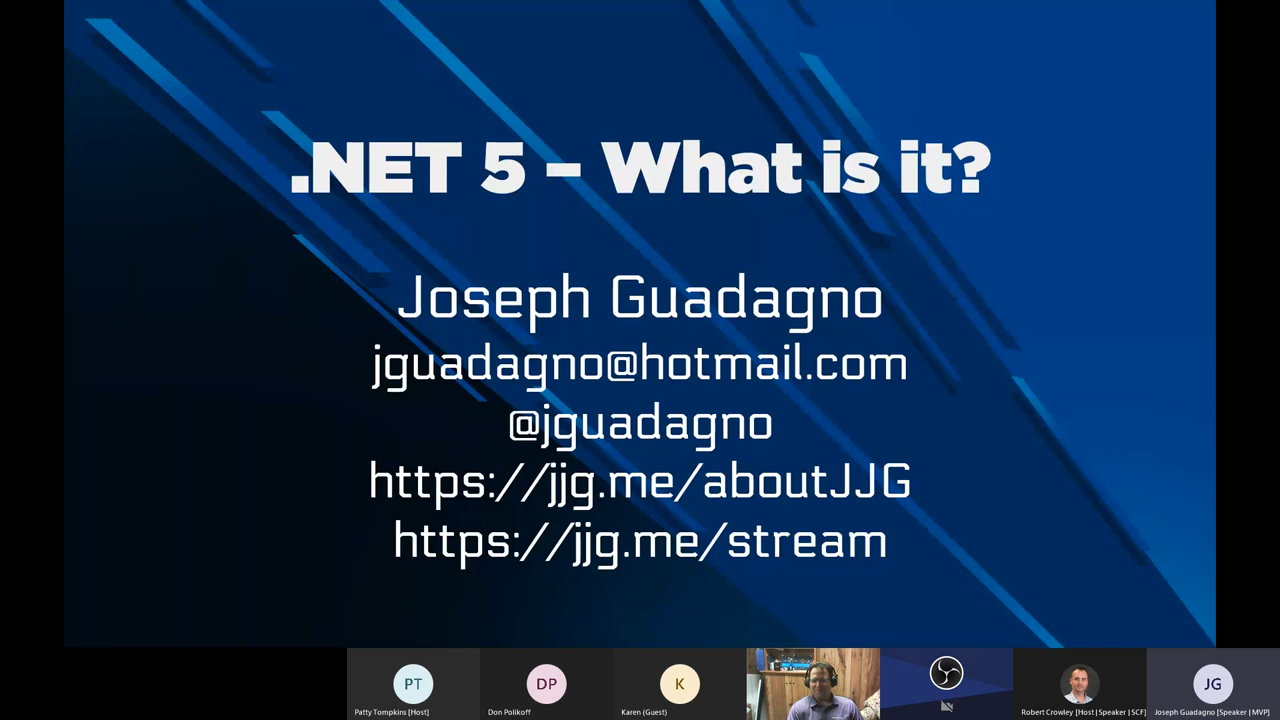 .NET 5 – What is it?
Joseph Guadagno
jguadagno@hotmail.com
@jguadagno
https://jjg.me/aboutJJG
https://jjg.me/stream
PT
DP
K
JG
Patty Tompkins [Host]
Don Polikoff
Karen (Guest)
Robert Crowley [Host | Speaker | SCF]
Joseph Guadagno [Speaker | MVP]